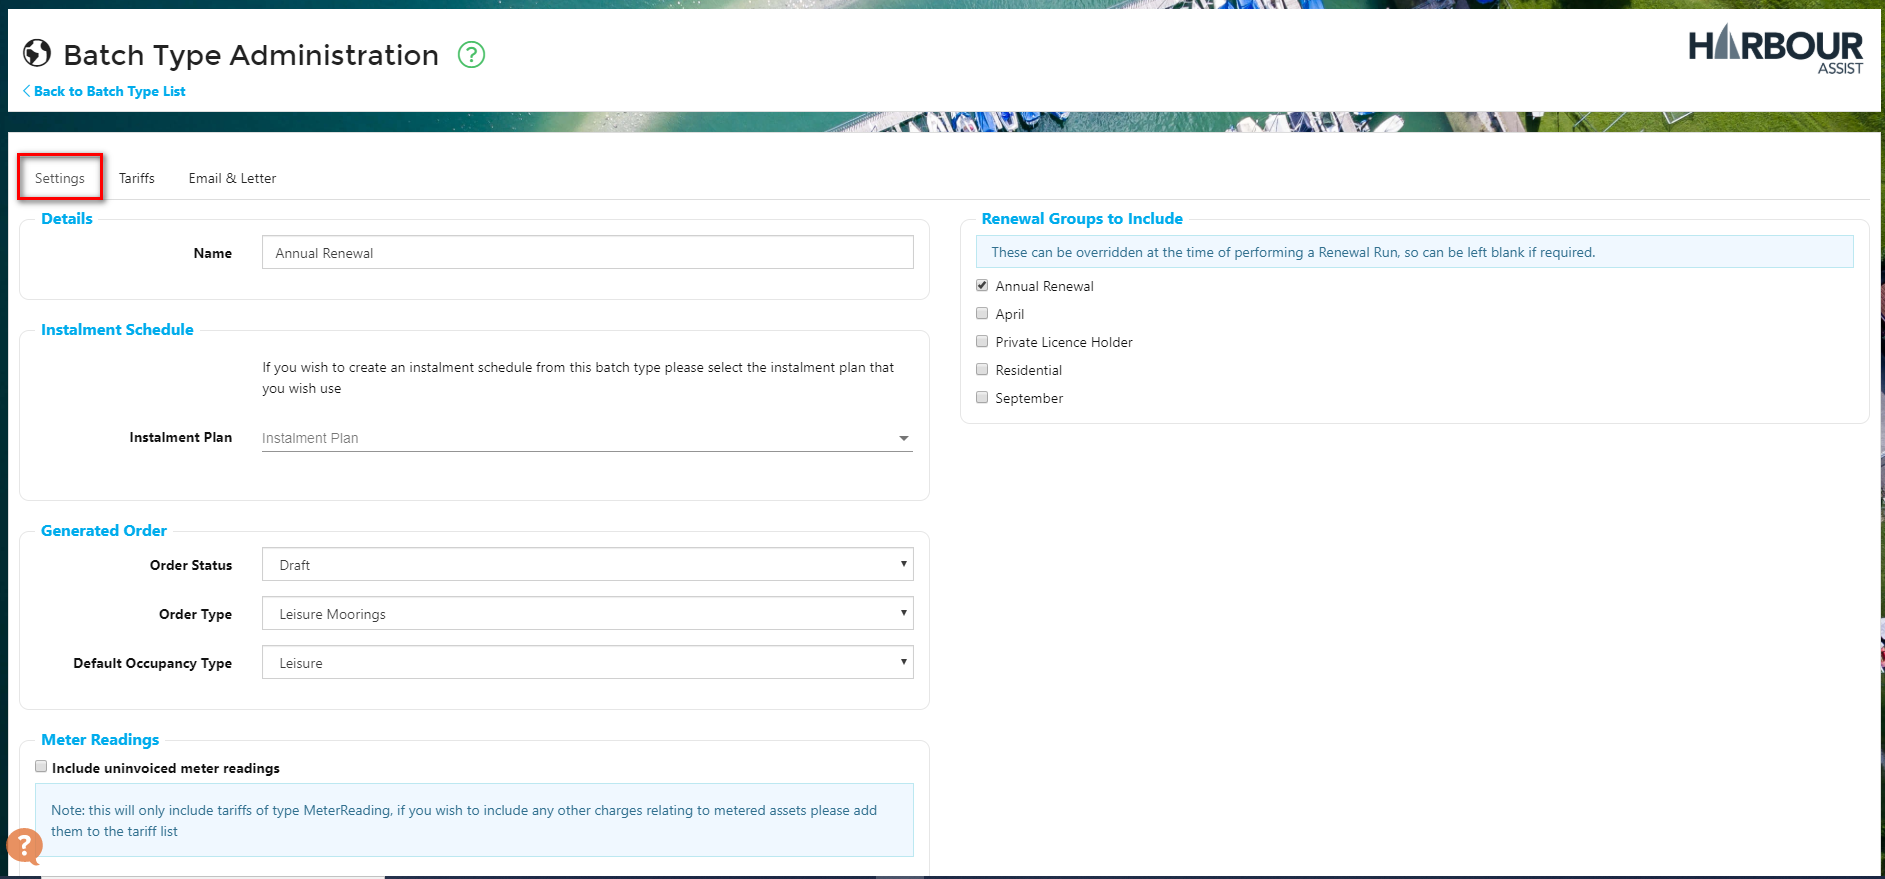 Batch Type Administration ?
HARBOUR
ASSIST
Back to Batch Type List
Settings Tariffs Email & Letter
Details
Name Annual Renewal
Instalment Schedule
If you wish to create an instalment schedule from this batch type please select the instalment plan that
you wish use
Instalment Plan Instalment Plan
Generated Order
Order Status Draft
Order Type Leisure Moorings
Default Occupancy Type Leisure
Meter Readings
Include uninvoiced meter readings
Note: this will only include tariffs of type MeterReading, if you wish to include any other charges relating to metered assets please add
them to the tariff list
?
Renewal Groups to Include
These can be overridden at the time of performing a Renewal Run, so can be left blank if required.
Annual Renewal
April
Private Licence Holder
Residential
September